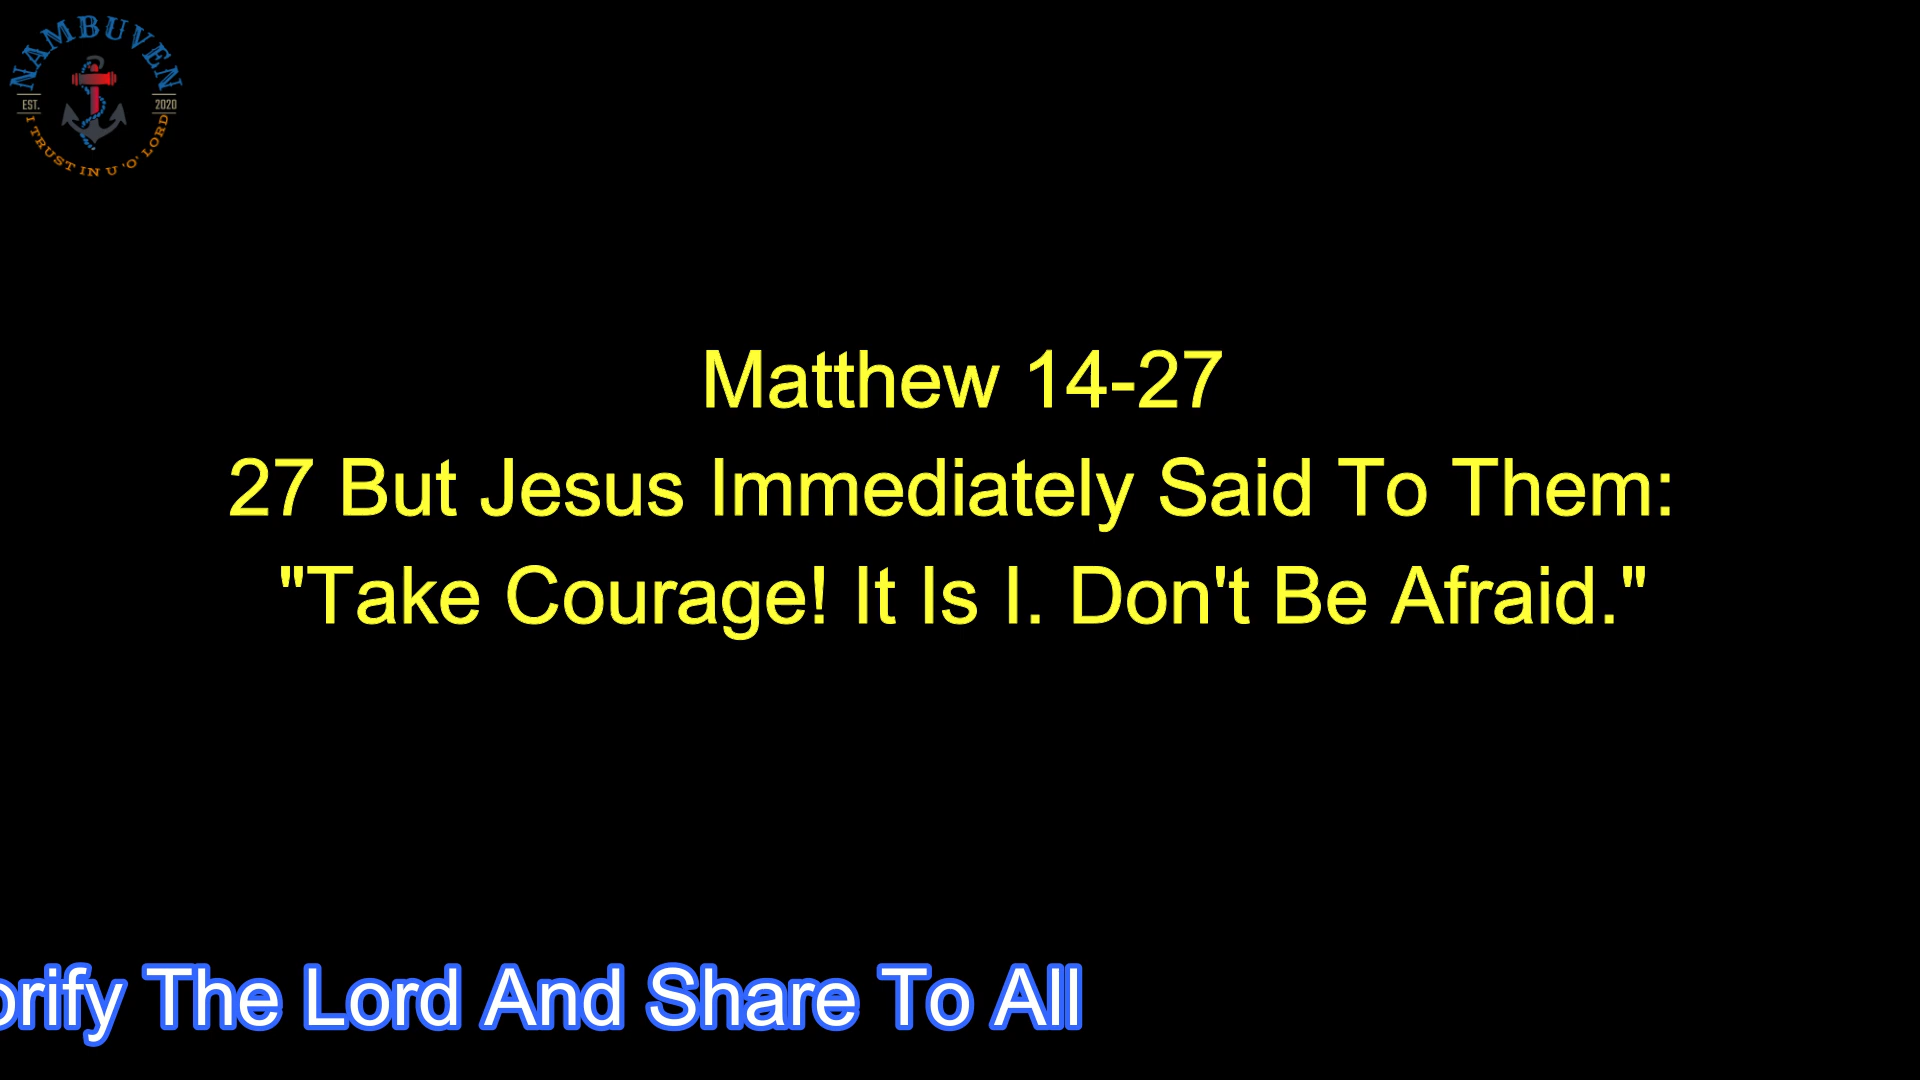 NAMBUVEN
EST. 2020
I TRUST IN U 'O' LORD
Matthew 14-27
27 But Jesus Immediately Said To Them:
"Take Courage! It Is I. Don't Be Afraid."
orify The Lord And Share To All